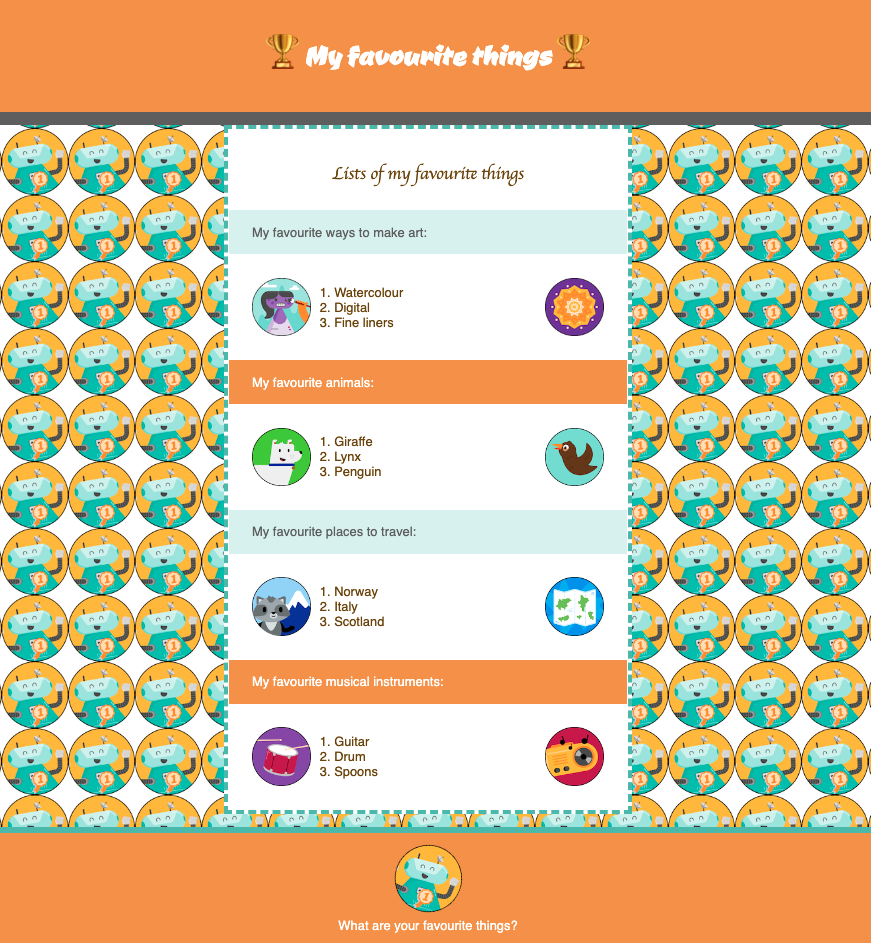 🏆 My favourite things 🏆
Lists of my favourite things
My favourite ways to make art:
1. Watercolour
2. Digital
3. Fine liners
My favourite animals:
1. Giraffe
2. Lynx
3. Penguin
My favourite places to travel:
1. Norway
2. Italy
3. Scotland
My favourite musical instruments:
1. Guitar
2. Drum
3. Spoons
1
What are your favourite things?